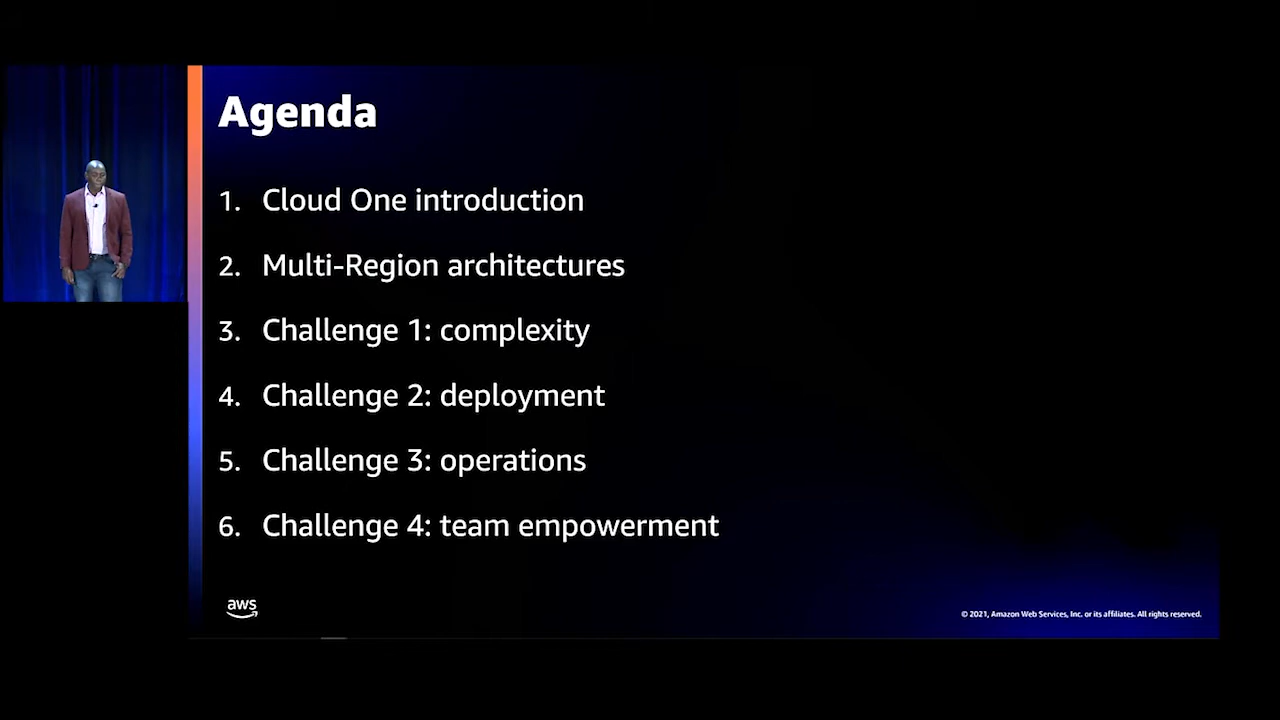 Agenda
1. Cloud One introduction
2. Multi-Region architectures
3. Challenge 1: complexity
4. Challenge 2: deployment
5. Challenge 3: operations
6. Challenge 4: team empowerment
aws
© 2021, Amazon Web Services, Inc. or its affiliates. All rights reserved.